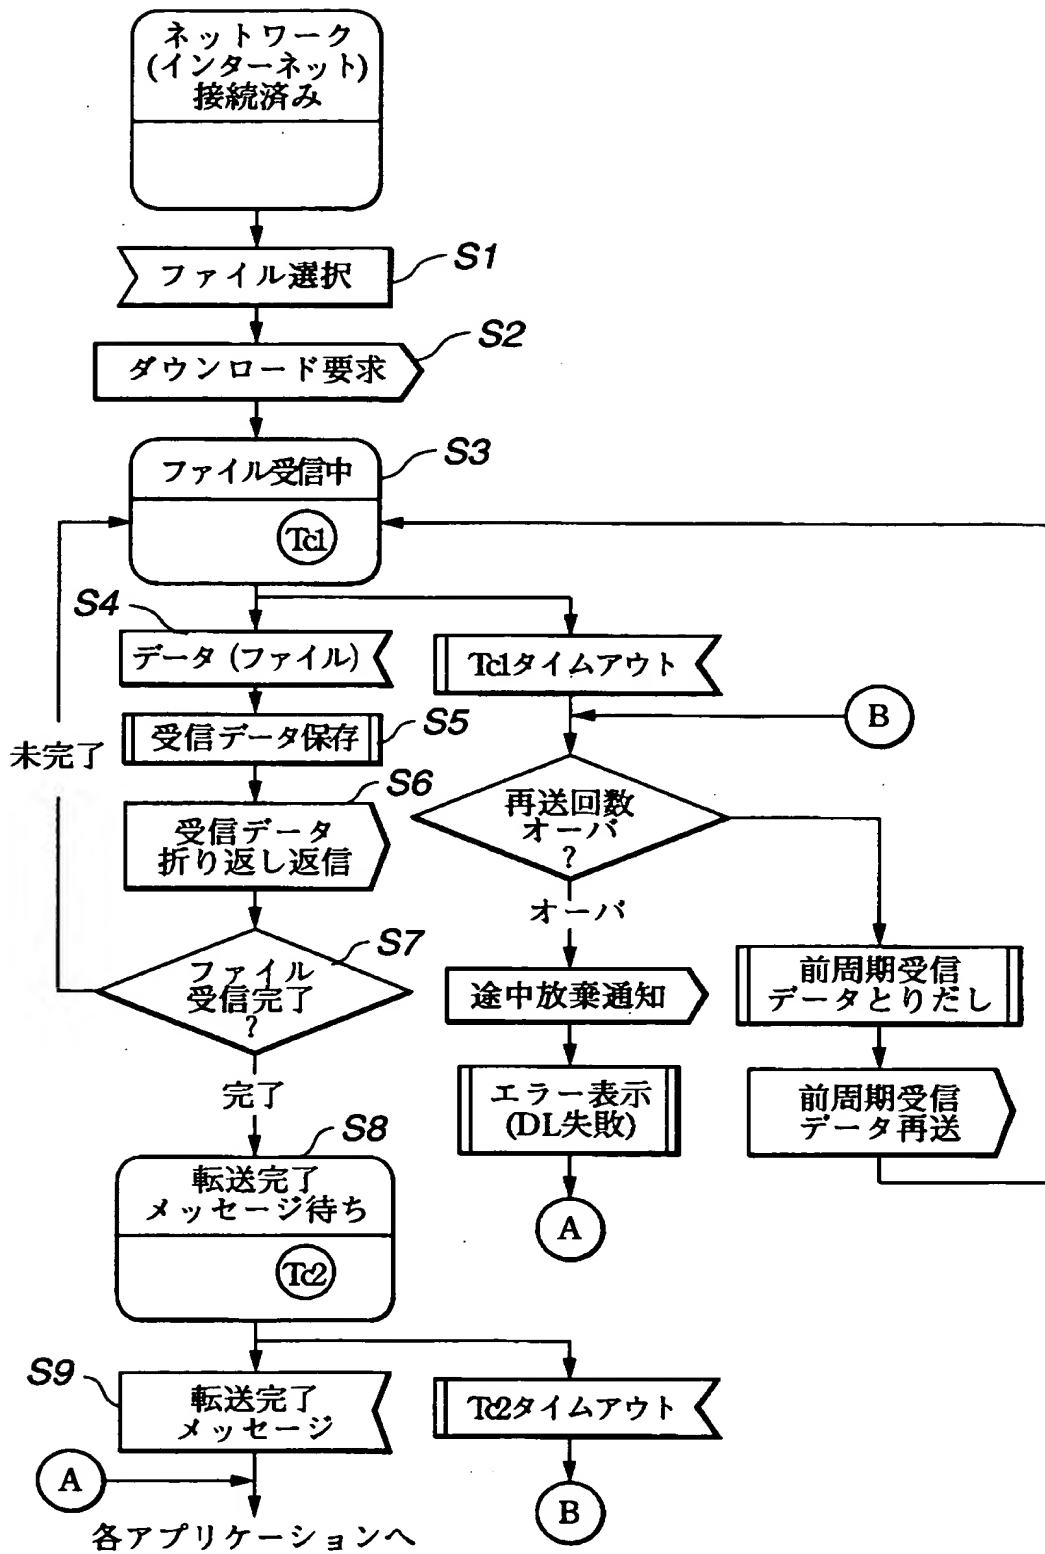 ネットワーク
(インターネット)
接続済み
ファイル選択
S1
ダウンロード要求
S2
ファイル受信中
S3
Tc1
S4
データ (ファイル)
Tc1タイムアウト
受信データ保存
S5
B
未完了
S6
受信データ
折り返し返信
再送回数
オーバ
?
オーバ
S7
ファイル
受信完了
?
途中放棄通知
前周期受信
データとりだし
完了
エラー表示
(DL失敗)
前周期受信
データ再送
S8
転送完了
メッセージ待ち
Tc2
A
S9
転送完了
メッセージ
Tc2タイムアウト
A
B
各アプリケーションへ